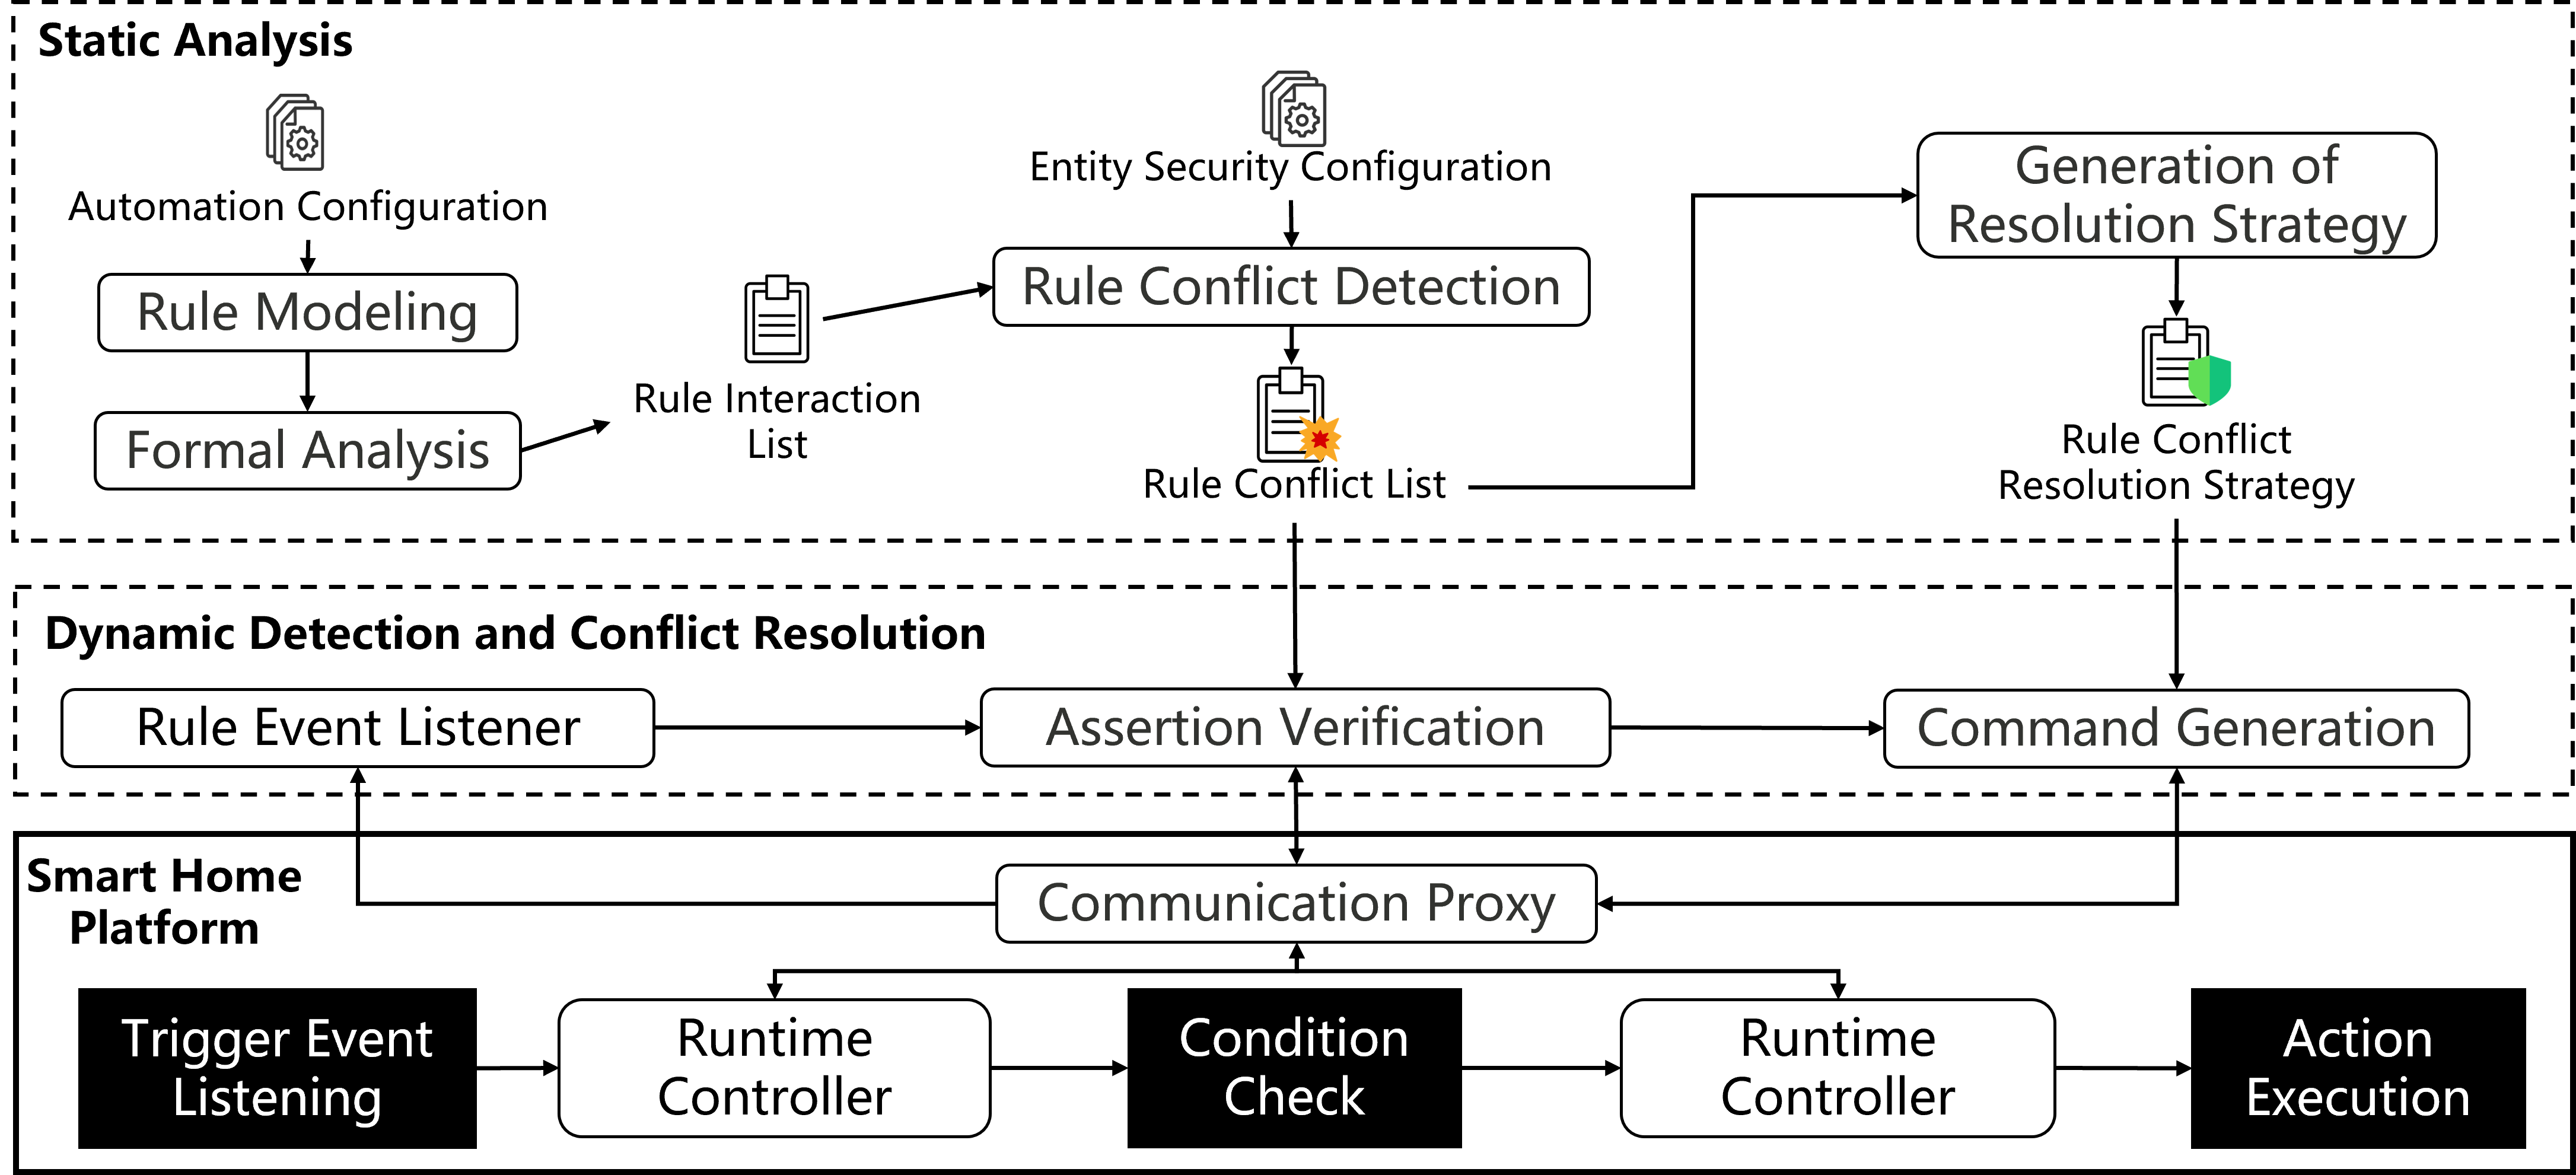 Static Analysis
Automation Configuration
Rule Modeling
Formal Analysis
Rule Interaction
List
Entity Security Configuration
Rule Conflict Detection
Rule Conflict List
Generation of
Resolution Strategy
Rule Conflict
Resolution Strategy
Dynamic Detection and Conflict Resolution
Rule Event Listener
Assertion Verification
Command Generation
Smart Home
Platform
Communication Proxy
Trigger Event
Listening
Runtime
Controller
Condition
Check
Runtime
Controller
Action
Execution